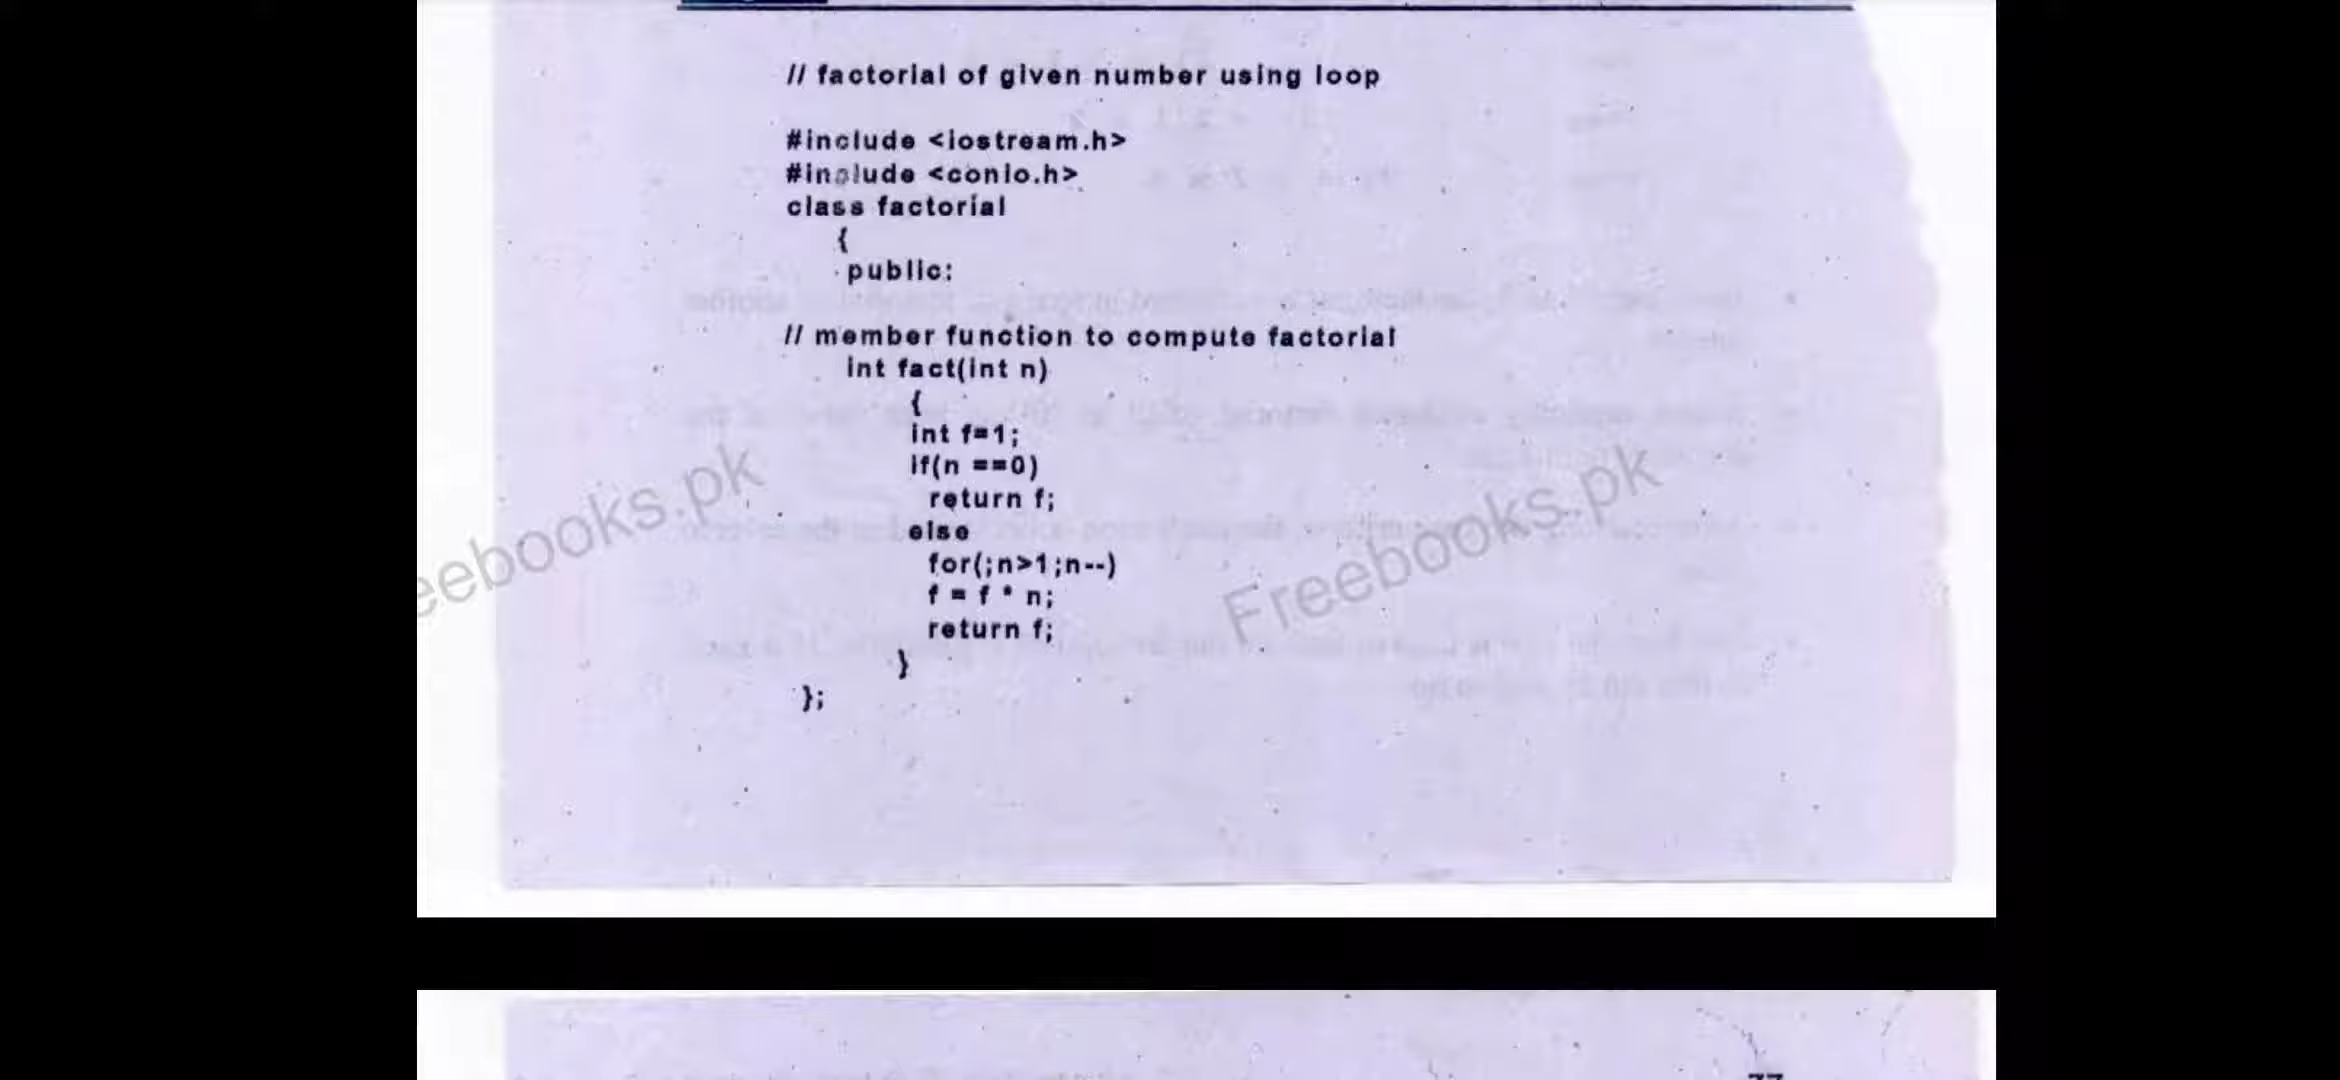 // factorial of given number using loop
#include <iostream.h>
#include <conio.h>
class factorial
{
public:
// member function to compute factorial
int fact(int n)
{
int f=1;
if(n ==0)
return f;
else
for(;n>1;n--)
f = f * n;
return f;
}
};
eebooks.pk
Freebooks.pk
77